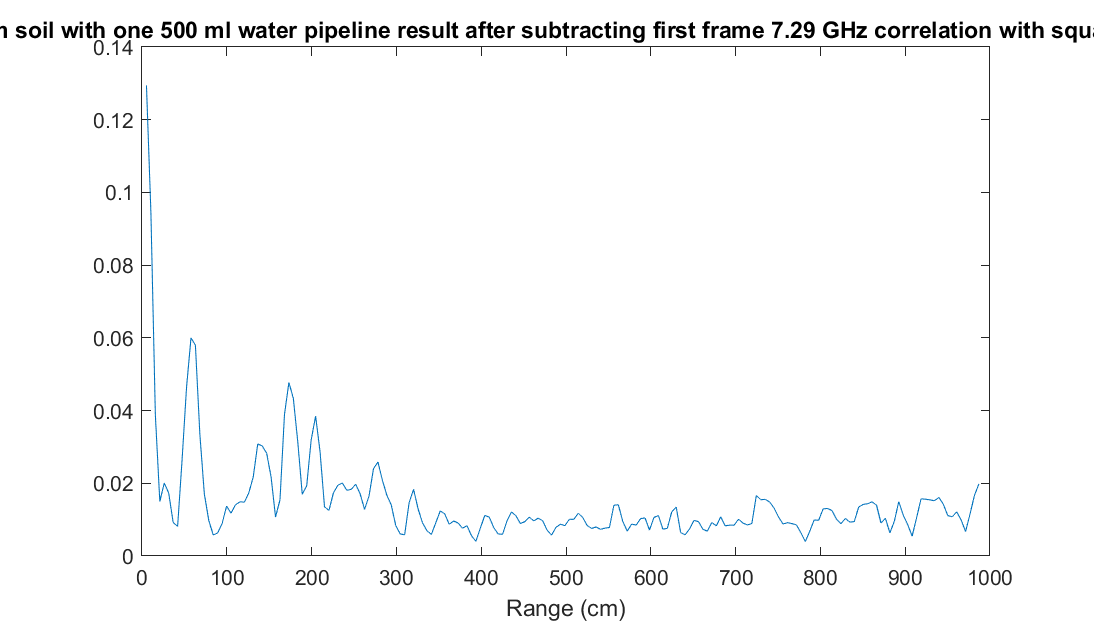 soil with one 500 ml water pipeline result after subtracting first frame 7.29 GHz correlation with
0.14
0.12
0.1
0.08
0.06
0.04
0.02
0
0 100 200 300 400 500 600 700 800 900 1000
Range (cm)